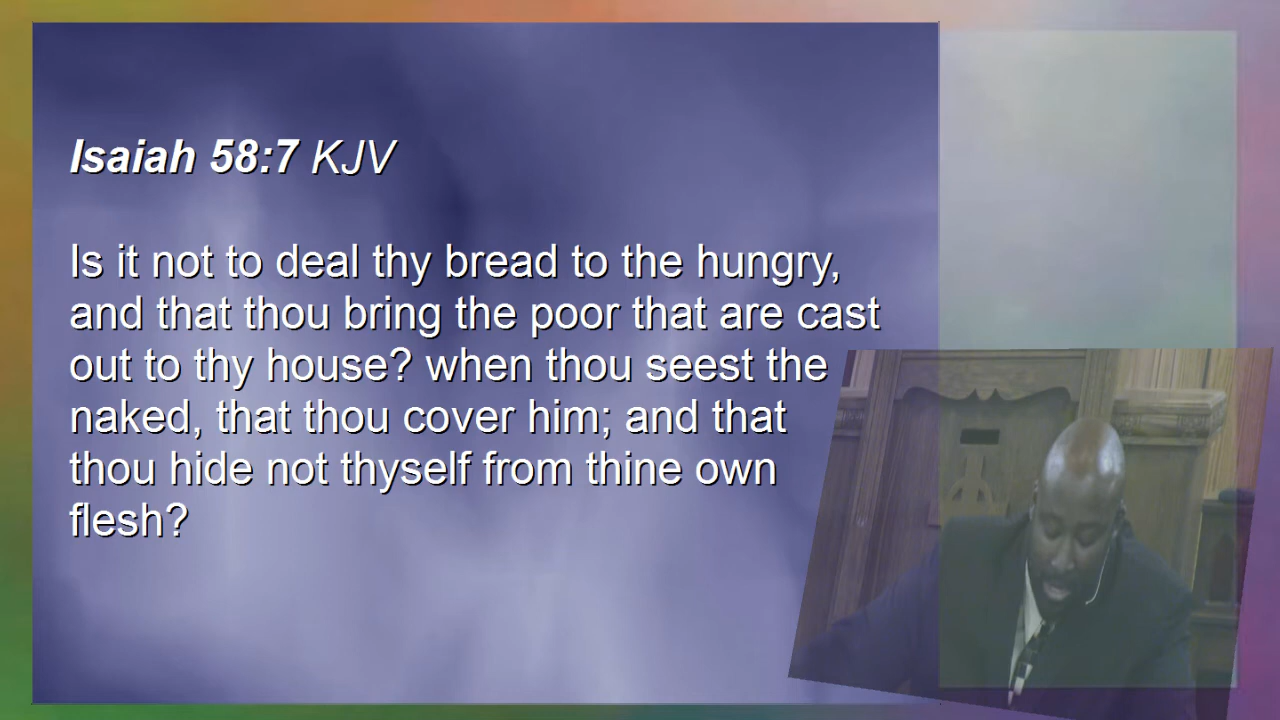 Isaiah 58:7 KJV
Is it not to deal thy bread to the hungry,
and that thou bring the poor that are cast
out to thy house? when thou seest the
naked, that thou cover him; and that
thou hide not thyself from thine own
flesh?